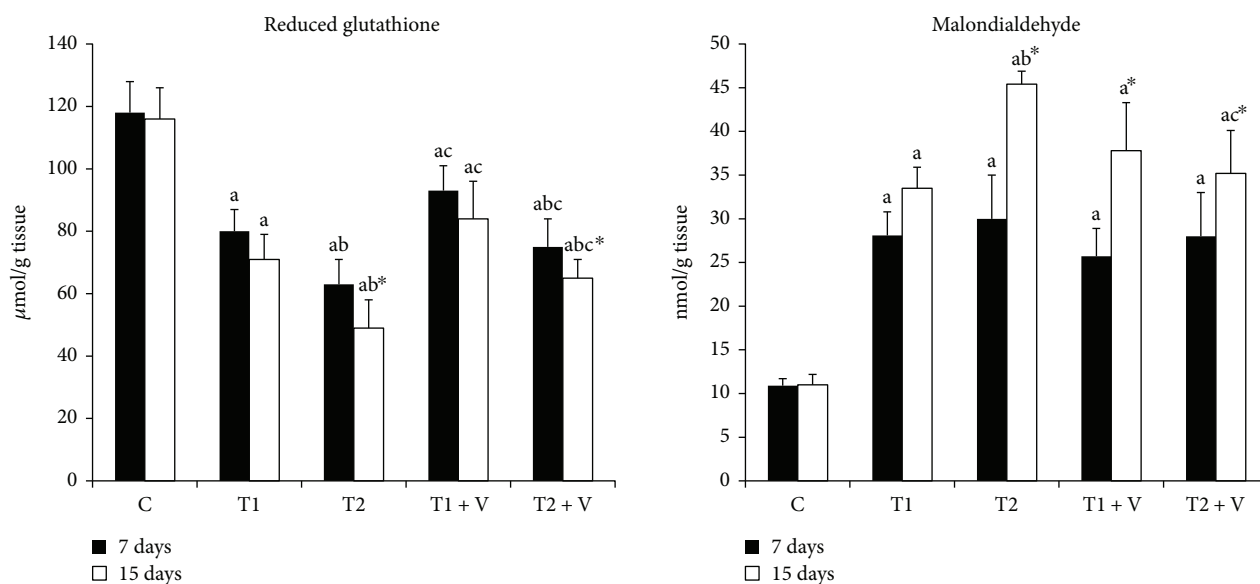 Reduced glutathione
140
120
100
80
60
40
20
0
µmol/g tissue
a
a
ab
ab*
ac
ac
abc
abc*
C
T1
T2
T1 + V
T2 + V
7 days
15 days
Malondialdehyde
50
45
40
35
30
25
20
15
10
5
0
nmol/g tissue
a
a
a
ab*
a
a*
a
ac*
C
T1
T2
T1 + V
T2 + V
7 days
15 days